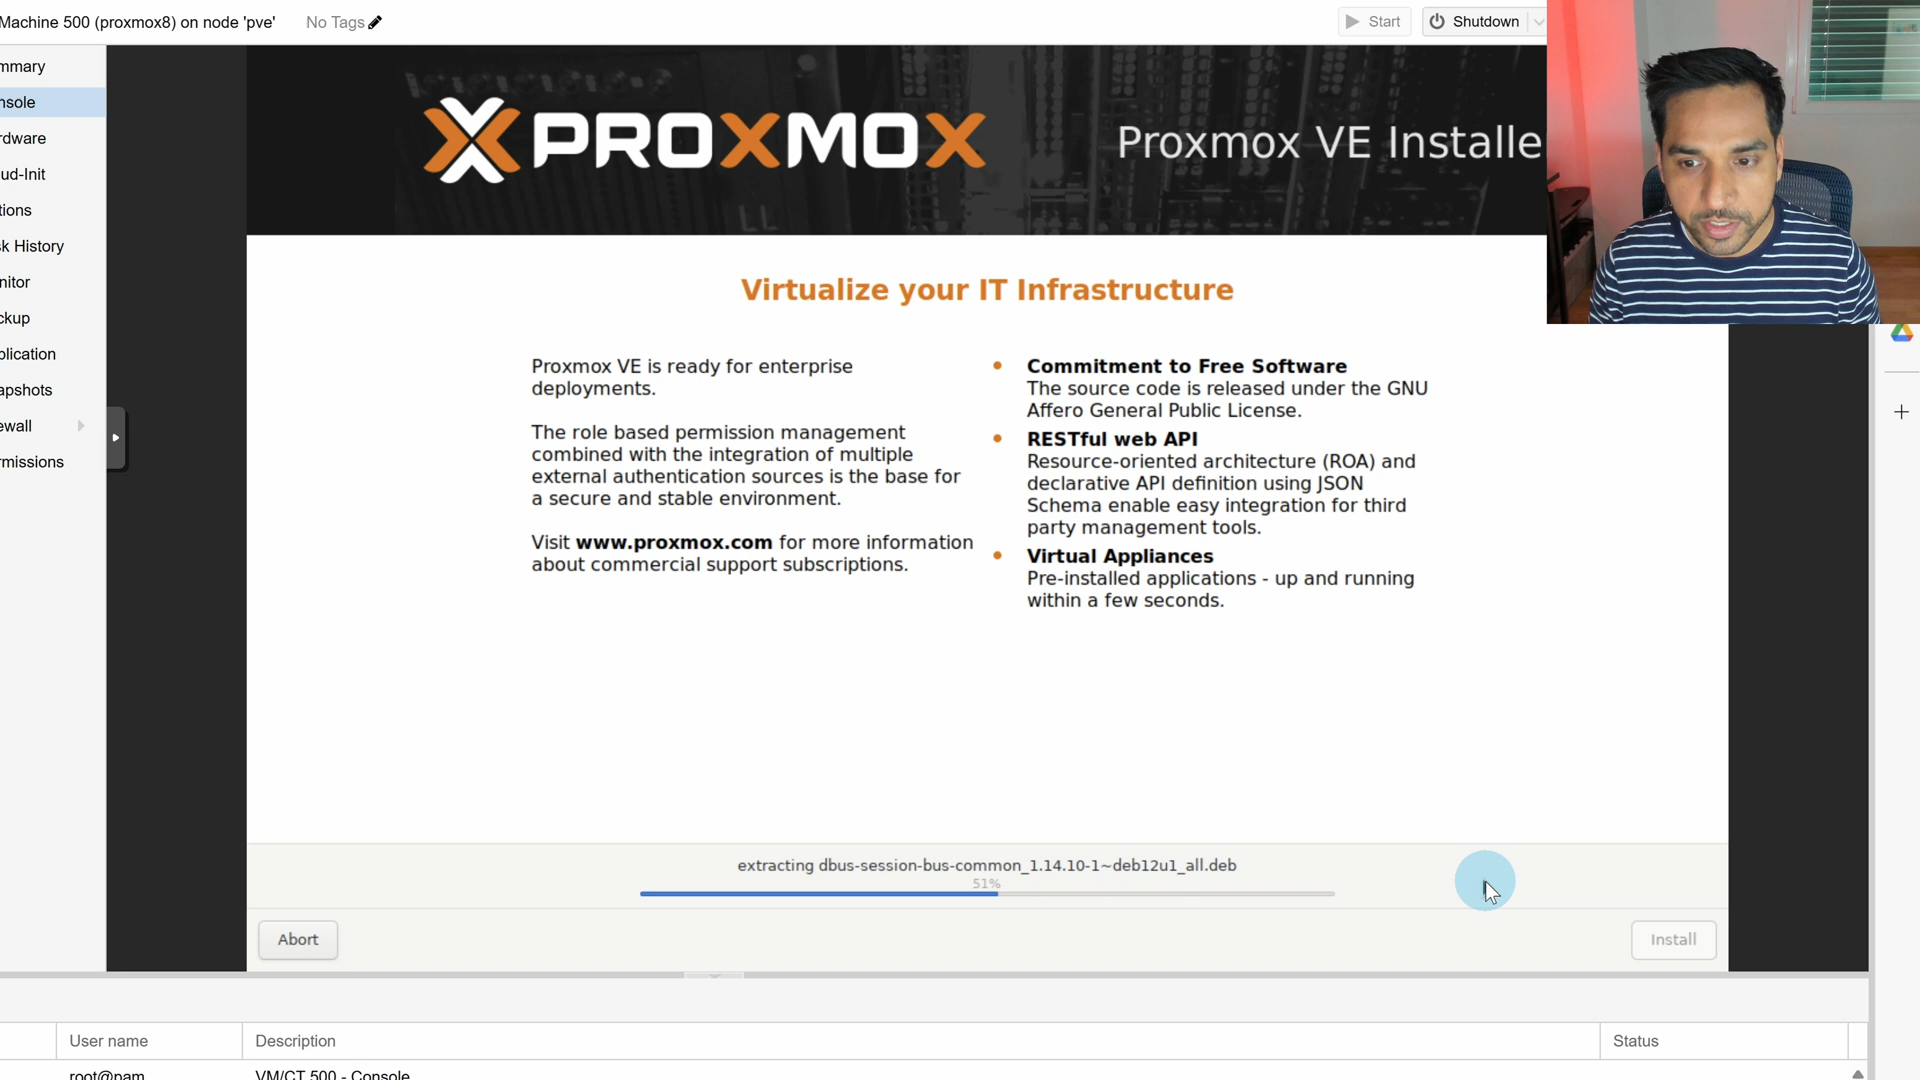 Machine 500 (proxmox8) on node 'pve'
No Tags
Start
Shutdown
mmary
nsole
rdware
ud-Init
tions
sk History
nitor
ckup
plication
apshots
ewall
rmissions
PROXMOX
Proxmox VE Installe
Virtualize your IT Infrastructure
Proxmox VE is ready for enterprise
deployments.
The role based permission management
combined with the integration of multiple
external authentication sources is the base for
a secure and stable environment.
Visit www.proxmox.com for more information
about commercial support subscriptions.
Commitment to Free Software
The source code is released under the GNU
Affero General Public License.
RESTful web API
Resource-oriented architecture (ROA) and
declarative API definition using JSON
Schema enable easy integration for third
party management tools.
Virtual Appliances
Pre-installed applications - up and running
within a few seconds.
extracting dbus-session-bus-common_1.14.10-1~deb12u1_all.deb
51%
Abort
Install
User name
Description
Status
root@pam
VM/CT 500 - Console